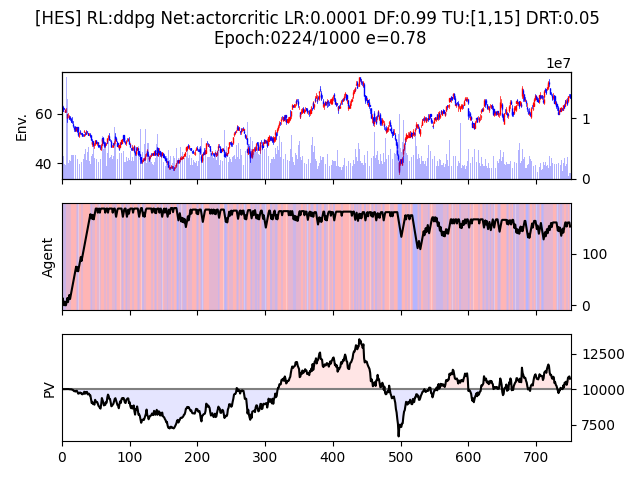 [HES] RL:ddpg Net:actorcritic LR:0.0001 DF:0.99 TU:[1,15] DRT:0.05
Epoch:0224/1000 e=0.78
1e7
Env.
60
40
1
0
Agent
100
0
PV
12500
10000
7500
0
100
200
300
400
500
600
700